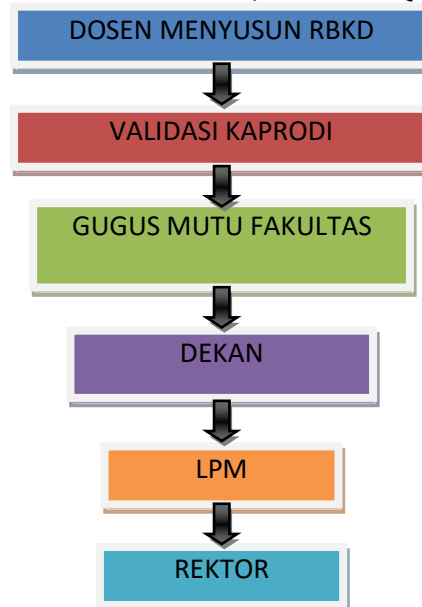 DOSEN MENYUSUN RBKD
VALIDASI KAPRODI
GUGUS MUTU FAKULTAS
DEKAN
LPM
REKTOR